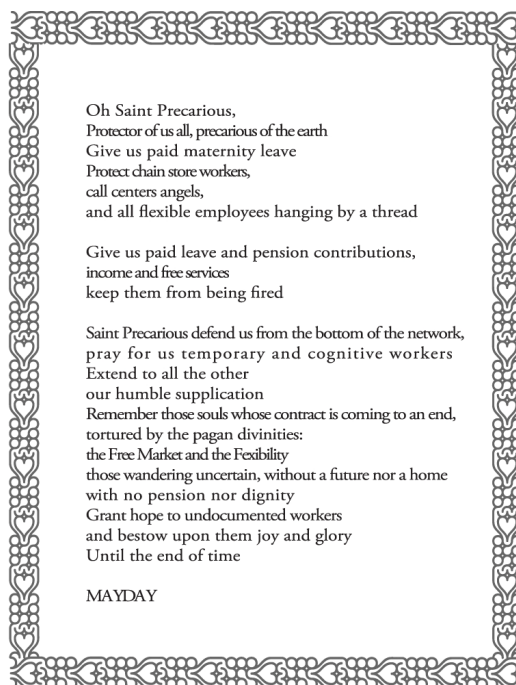 Oh Saint Precarious,
Protector of us all, precarious of the earth
Give us paid maternity leave
Protect chain store workers,
call centers angels,
and all flexible employees hanging by a thread
Give us paid leave and pension contributions,
income and free services
keep them from being fired
Saint Precarious defend us from the bottom of the network,
pray for us temporary and cognitive workers
Extend to all the other
our humble supplication
Remember those souls whose contract is coming to an end,
tortured by the pagan divinities:
the Free Market and the Fexibility
those wandering uncertain, without a future nor a home
with no pension nor dignity
Grant hope to undocumented workers
and bestow upon them joy and glory
Until the end of time
MAYDAY